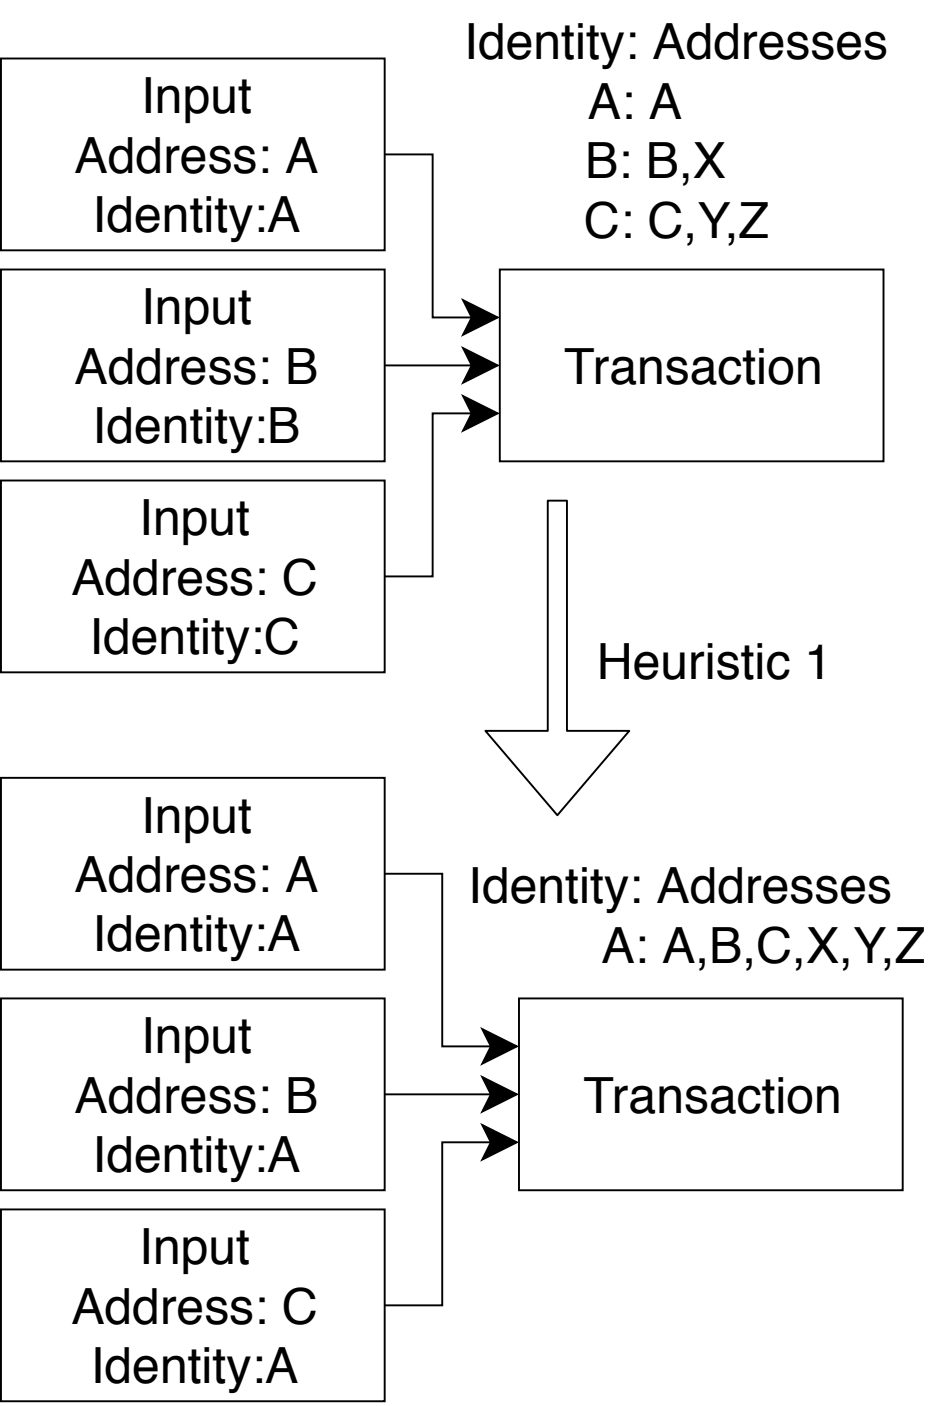 Identity: Addresses
A: A
B: B,X
C: C,Y,Z
Input
Address: A
Identity:A
Input
Address: B
Identity:B
Input
Address: C
Identity:C
Transaction
Heuristic 1
Identity: Addresses
A: A,B,C,X,Y,Z
Input
Address: A
Identity:A
Input
Address: B
Identity:A
Input
Address: C
Identity:A
Transaction